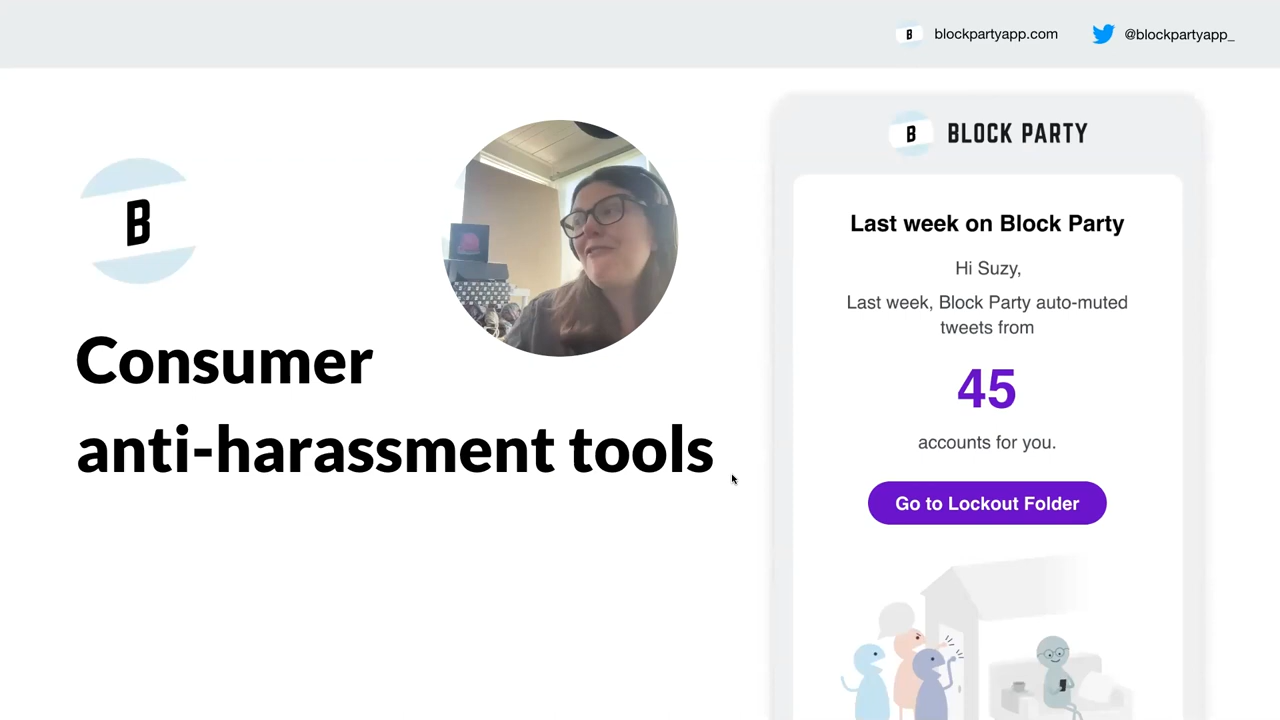 B blockpartyapp.com @blockpartyapp_
B BLOCK PARTY
B
Consumer
anti-harassment tools
Last week on Block Party
Hi Suzy,
Last week, Block Party auto-muted
tweets from
45
accounts for you.
Go to Lockout Folder